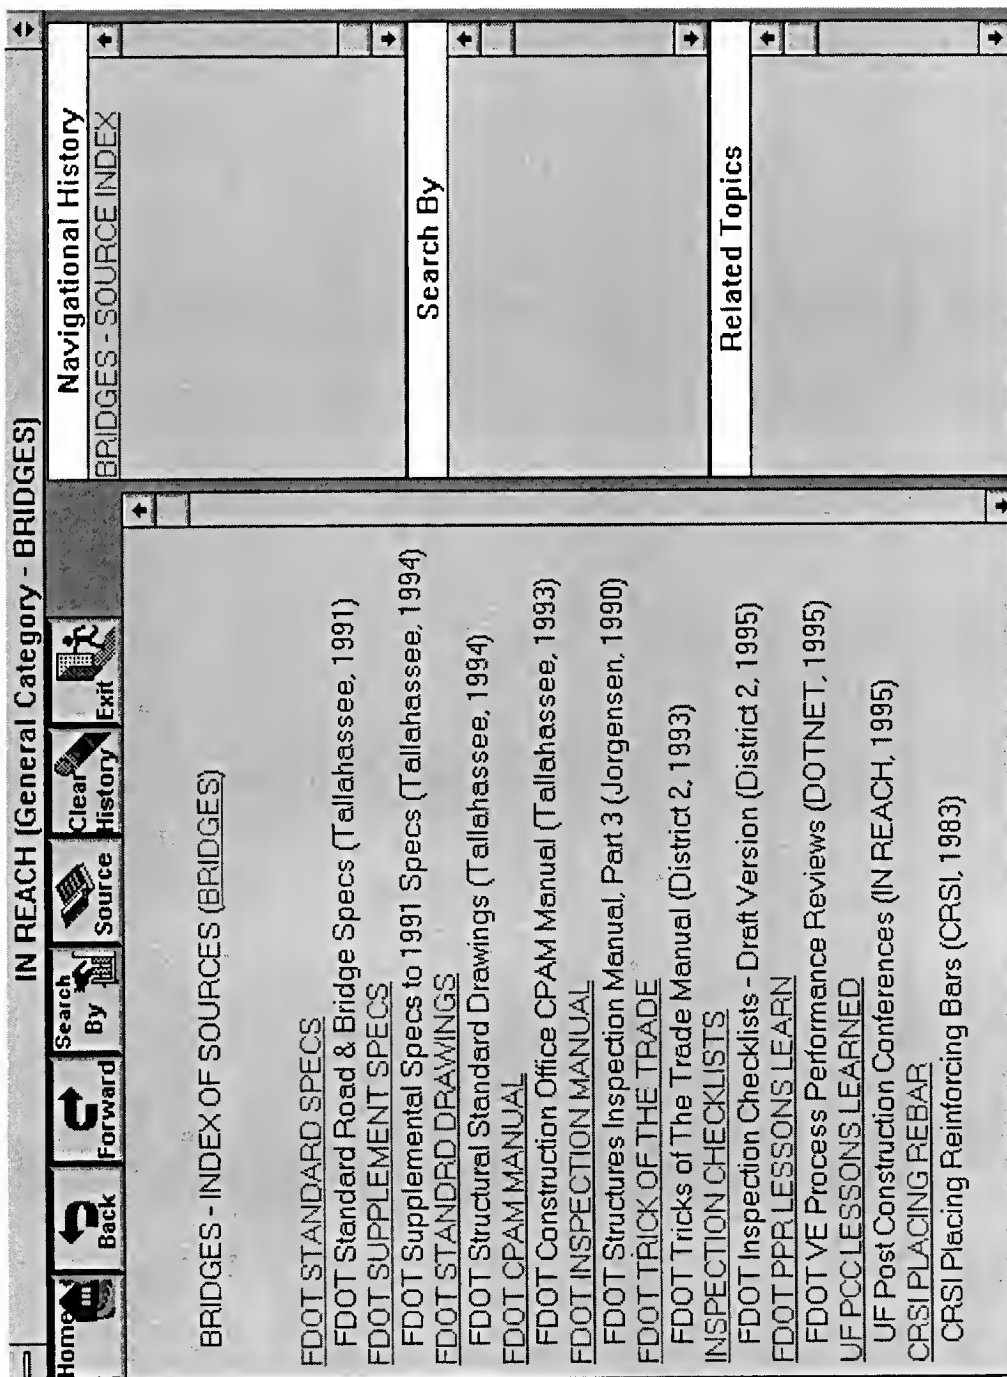 IN REACH (General Category - BRIDGES)
Home
Back
Forward
Search By
Source
Clear History
Exit
BRIDGES - INDEX OF SOURCES (BRIDGES)
FDOT STANDARD SPECS
FDOT Standard Road & Bridge Specs (Tallahassee, 1991)
FDOT SUPPLEMENT SPECS
FDOT Supplemental Specs to 1991 Specs (Tallahassee, 1994)
FDOT STANDRD DRAWINGS
FDOT Structural Standard Drawings (Tallahassee, 1994)
FDOT CPAM MANUAL
FDOT Construction Office CPAM Manual (Tallahassee, 1993)
FDOT INSPECTION MANUAL
FDOT Structures Inspection Manual, Part 3 (Jorgensen, 1990)
FDOT TRICK OF THE TRADE
FDOT Tricks of The Trade Manual (District 2, 1993)
INSPECTION CHECKLISTS
FDOT Inspection Checklists - Draft Version (District 2, 1995)
FDOT PPR LESSONS LEARN
FDOT VE Process Performance Reviews (DOTNET, 1995)
UF PCC LESSONS LEARNED
UF Post Construction Conferences (IN REACH, 1995)
CRSI PLACING REBAR
CRSI Placing Reinforcing Bars (CRSI, 1983)
Navigational History
BRIDGES - SOURCE INDEX
Search By
Related Topics